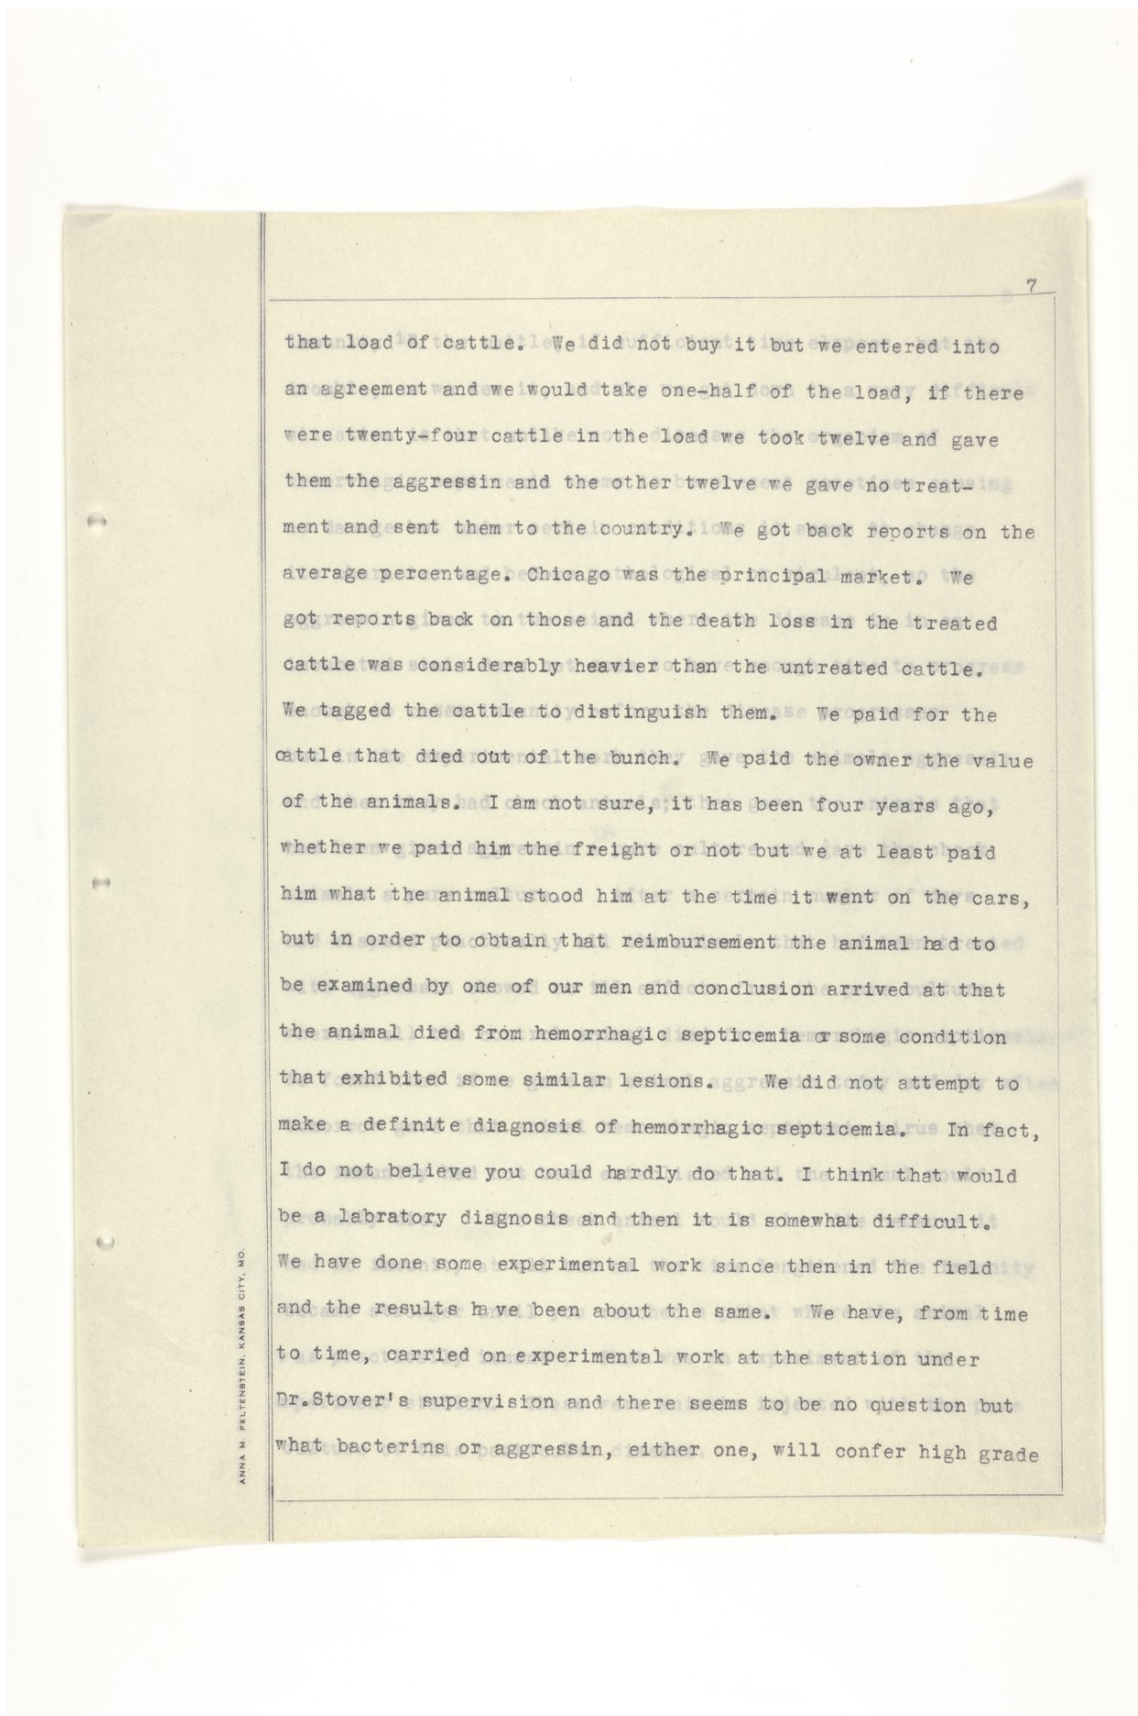 7
that load of cattle. We did not buy it but we entered into
an agreement and we would take one-half of the load, if there
were twenty-four cattle in the load we took twelve and gave
them the aggressin and the other twelve we gave no treat-
ment and sent them to the country. We got back reports on the
average percentage. Chicago was the principal market. We
got reports back on those and the death loss in the treated
cattle was considerably heavier than the untreated cattle.
We tagged the cattle to distinguish them. We paid for the
cattle that died out of the bunch. We paid the owner the value
of the animals. I am not sure, it has been four years ago,
whether we paid him the freight or not but we at least paid
him what the animal stood him at the time it went on the cars,
but in order to obtain that reimbursement the animal had to
be examined by one of our men and conclusion arrived at that
the animal died from hemorrhagic septicemia or some condition
that exhibited some similar lesions. We did not attempt to
make a definite diagnosis of hemorrhagic septicemia. In fact,
I do not believe you could hardly do that. I think that would
be a labratory diagnosis and then it is somewhat difficult.
We have done some experimental work since then in the field
and the results have been about the same. We have, from time
to time, carried on experimental work at the station under
Dr.Stover's supervision and there seems to be no question but
what bacterins or aggressin, either one, will confer high grade
ANNA M. FELTENSTEIN, KANSAS CITY, MO.